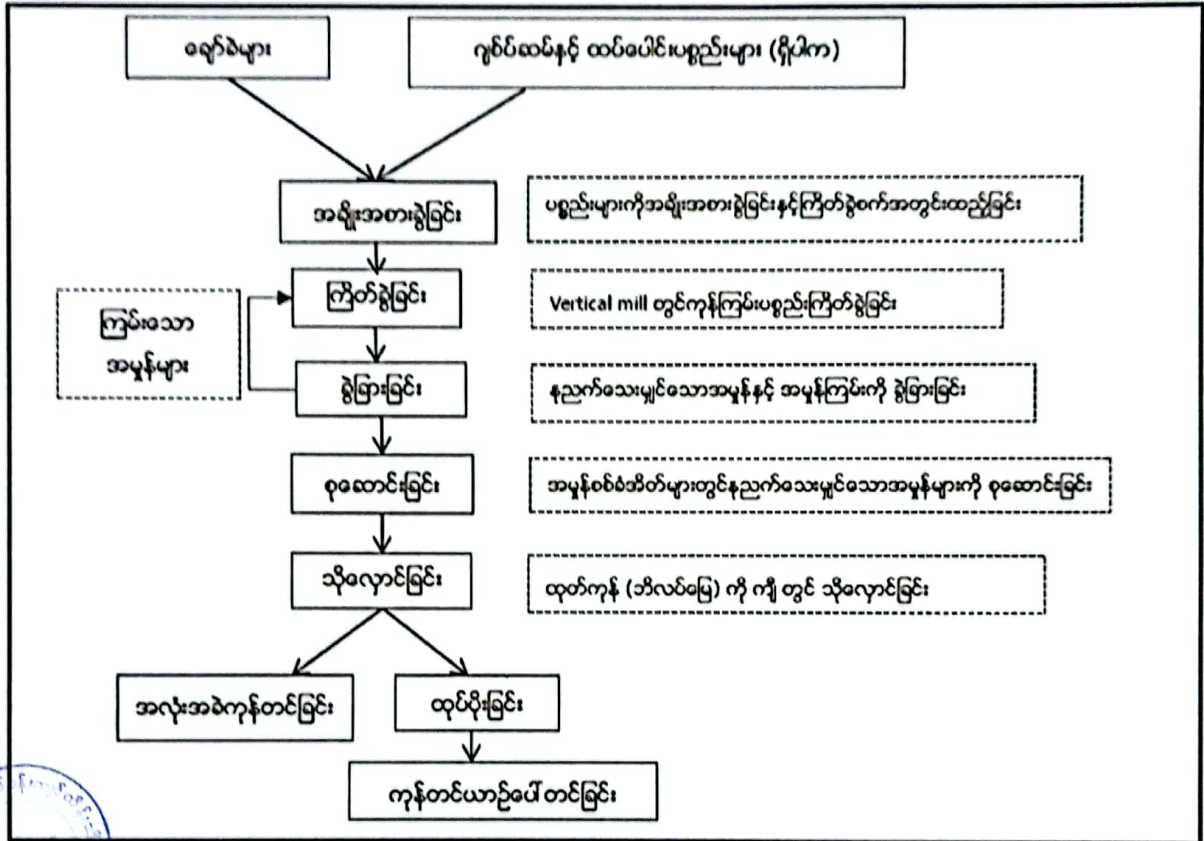 ချော်ခဲများ
ဂျစ်ပ်ဆမ်နှင့် ထပ်ပေါင်းပစ္စည်းများ (ရှိပါက)
အချိုးအစားခွဲခြင်း
ပစ္စည်းများကိုအချိုးအစားခွဲခြင်းနှင့်ကြိတ်ခွဲစက်အတွင်းထည့်ခြင်း
ကြိတ်ခွဲခြင်း
Vertical mill တွင်ကုန်ကြမ်းပစ္စည်းကြိတ်ခွဲခြင်း
ကြမ်းသော
အမှုန်များ
ခွဲခြားခြင်း
နူညက်သေးမျှင်သောအမှုန်နှင့် အမှုန်ကြမ်းကို ခွဲခြားခြင်း
စုဆောင်းခြင်း
အမှုန်စစ်ခံအိတ်များတွင်နူညက်သေးမျှင်သောအမှုန်များကို စုဆောင်းခြင်း
သိုလှောင်ခြင်း
ထုတ်ကုန် (ဘိလပ်မြေ) ကို ကျီ တွင် သိုလှောင်ခြင်း
အလုံးအခဲကုန်တင်ခြင်း
ထုပ်ပိုးခြင်း
ကုန်တင်ယာဉ်ပေါ်တင်ခြင်း